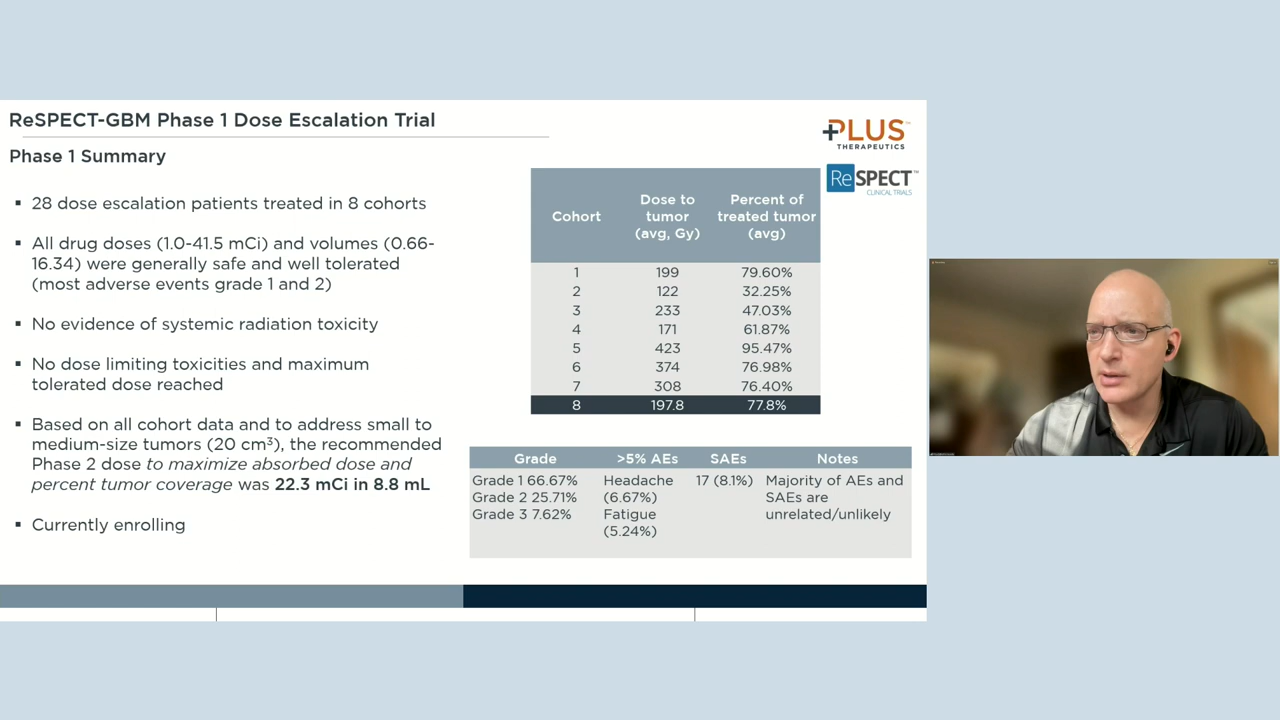 ReSPECT-GBM Phase 1 Dose Escalation Trial
Phase 1 Summary
▪ 28 dose escalation patients treated in 8 cohorts
▪ All drug doses (1.0-41.5 mCi) and volumes (0.66-
16.34) were generally safe and well tolerated
(most adverse events grade 1 and 2)
▪ No evidence of systemic radiation toxicity
▪ No dose limiting toxicities and maximum
tolerated dose reached
▪ Based on all cohort data and to address small to
medium-size tumors (20 cm³), the recommended
Phase 2 dose to maximize absorbed dose and
percent tumor coverage was 22.3 mCi in 8.8 mL
▪ Currently enrolling
PLUS™
THERAPEUTICS
ReSPECT™
CLINICAL TRIALS
Cohort Dose to tumor (avg, Gy) Percent of treated tumor (avg)
1 199 79.60%
2 122 32.25%
3 233 47.03%
4 171 61.87%
5 423 95.47%
6 374 76.98%
7 308 76.40%
8 197.8 77.8%
Grade >5% AEs SAEs Notes
Grade 1 66.67% Headache 17 (8.1%) Majority of AEs and
Grade 2 25.71% (6.67%) SAEs are
Grade 3 7.62% Fatigue unrelated/unlikely
(5.24%)